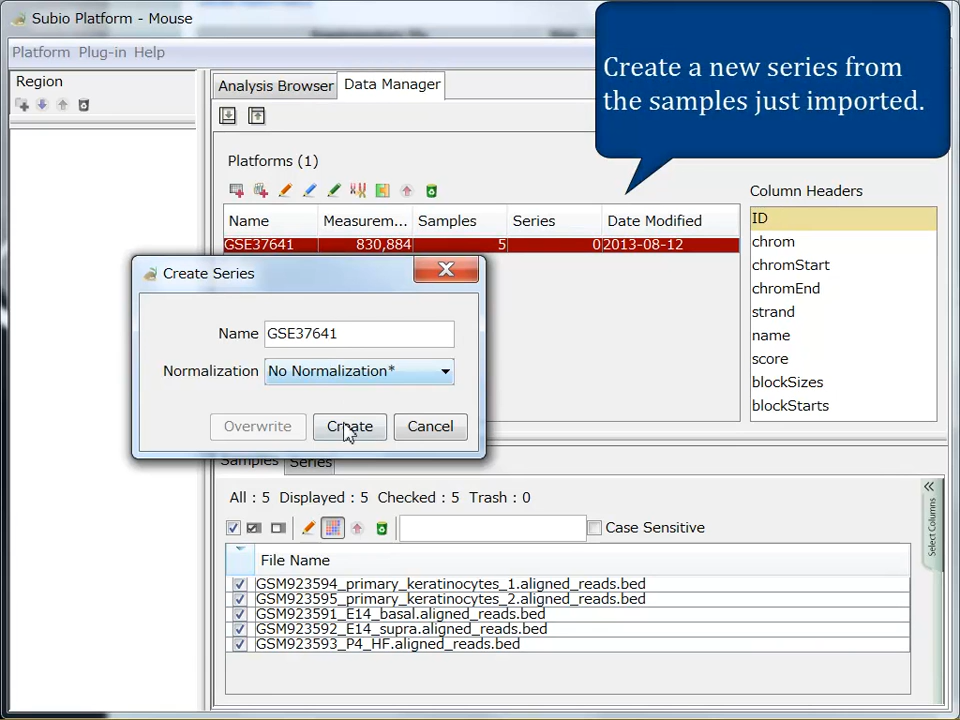 Subio Platform - Mouse
Platform Plug-in Help
Create a new series from
the samples just imported.
Region
Analysis Browser
Data Manager
Platforms (1)
Column Headers
Name Measurem... Samples Series Date Modified
GSE37641 830,884 5 0 2013-08-12
ID
chrom
chromStart
chromEnd
strand
name
score
blockSizes
blockStarts
Create Series
Name GSE37641
Normalization No Normalization*
Overwrite Create Cancel
Samples Series
All : 5 Displayed : 5 Checked : 5 Trash : 0
Case Sensitive
Select Columns
File Name
GSM923594_primary_keratinocytes_1.aligned_reads.bed
GSM923595_primary_keratinocytes_2.aligned_reads.bed
GSM923591_E14_basal.aligned_reads.bed
GSM923592_E14_supra.aligned_reads.bed
GSM923593_P4_HF.aligned_reads.bed